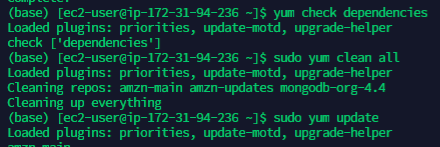 (base) [ec2-user@ip-172-31-94-236 ~]$ yum check dependencies
Loaded plugins: priorities, update-motd, upgrade-helper
check ['dependencies']
(base) [ec2-user@ip-172-31-94-236 ~]$ sudo yum clean all
Loaded plugins: priorities, update-motd, upgrade-helper
Cleaning repos: amzn-main amzn-updates mongodb-org-4.4
Cleaning up everything
(base) [ec2-user@ip-172-31-94-236 ~]$ sudo yum update
Loaded plugins: priorities, update-motd, upgrade-helper